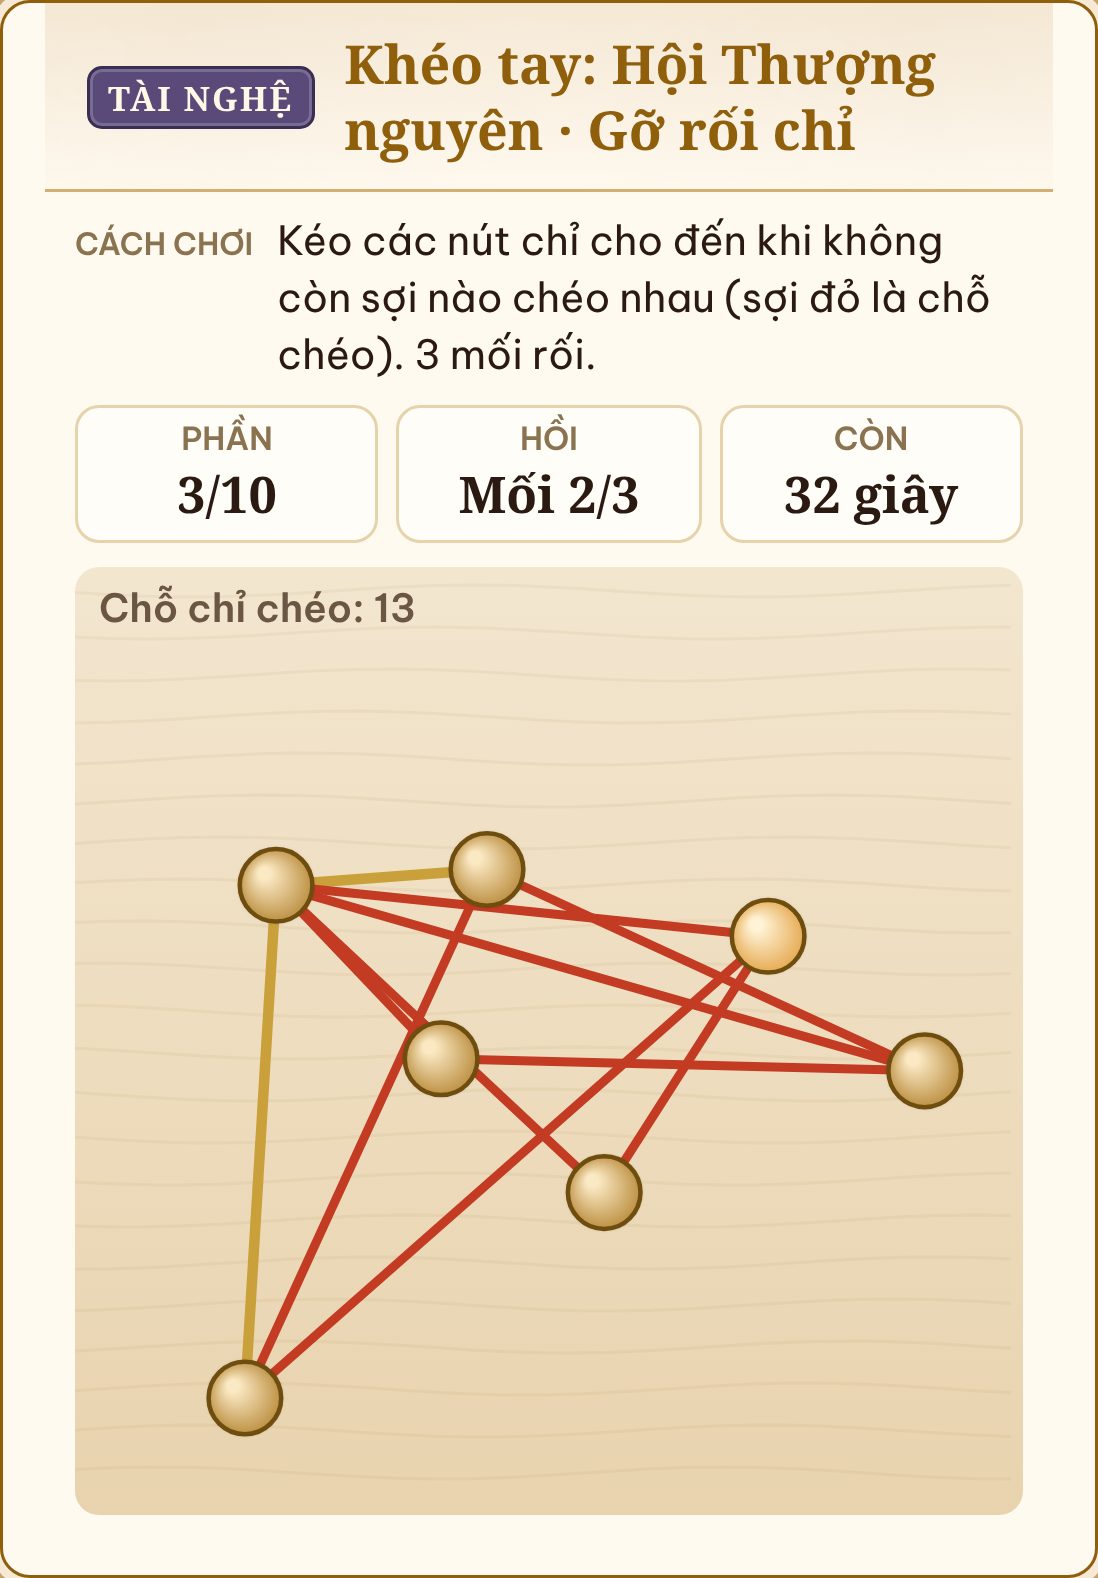 TÀI NGHỆ
Khéo tay: Hội Thượng
nguyên · Gỡ rối chỉ
CÁCH CHƠI
Kéo các nút chỉ cho đến khi không
còn sợi nào chéo nhau (sợi đỏ là chỗ
chéo). 3 mối rối.
PHẦN
3/10
HỒI
Mối 2/3
CÒN
32 giây
Chỗ chỉ chéo: 13